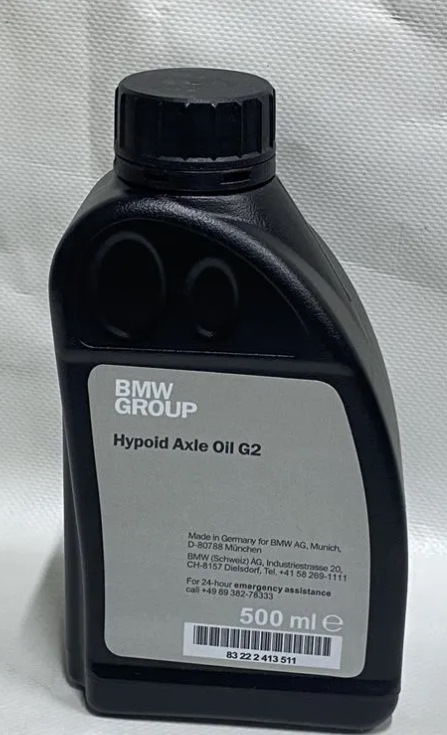 BMW
GROUP
Hypoid Axle Oil G2
Made in Germany for BMW AG, Munich,
D-80788 München
BMW (Schweiz) AG, Industriestrasse 20,
CH-8157 Dielsdorf, Tel. +41 58 269-1111
For 24-hour emergency assistance
call +49 89 382-78333
500 ml ℮
83 22 2 413 511